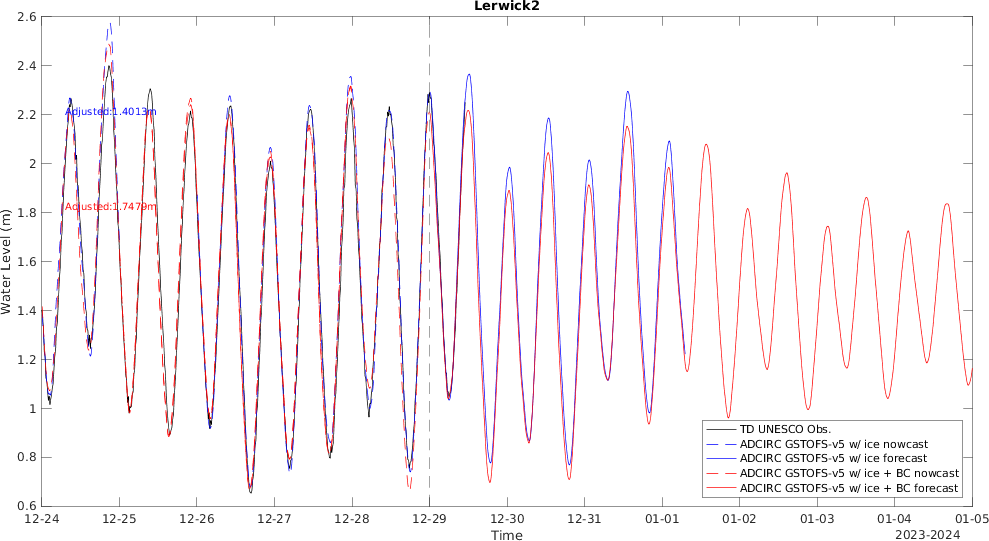 Lerwick2
2.6
2.4
2.2
2
1.8
1.6
1.4
1.2
1
0.8
0.6
Water Level (m)
Adjusted:1.4013m
Adjusted:1.7479m
TD UNESCO Obs.
ADCIRC GSTOFS-v5 w/ ice nowcast
ADCIRC GSTOFS-v5 w/ ice forecast
ADCIRC GSTOFS-v5 w/ ice + BC nowcast
ADCIRC GSTOFS-v5 w/ ice + BC forecast
12-24 12-25 12-26 12-27 12-28 12-29 12-30 12-31 01-01 01-02 01-03 01-04 01-05
Time
2023-2024